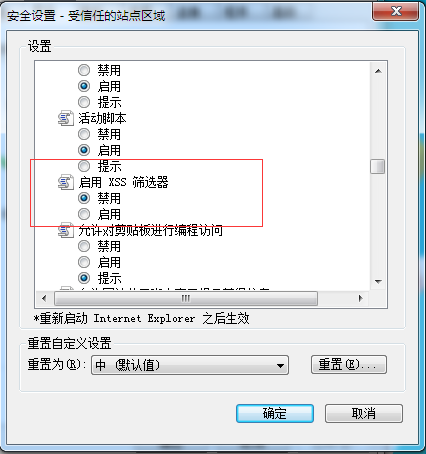 安全设置 - 受信任的站点区域
设置
禁用
启用
提示
活动脚本
禁用
启用
提示
启用 XSS 筛选器
禁用
启用
允许对剪贴板进行编程访问
禁用
启用
提示
*重新启动 Internet Explorer 之后生效
重置自定义设置
重置为(R): 中 (默认值) 重置(E)...
确定 取消